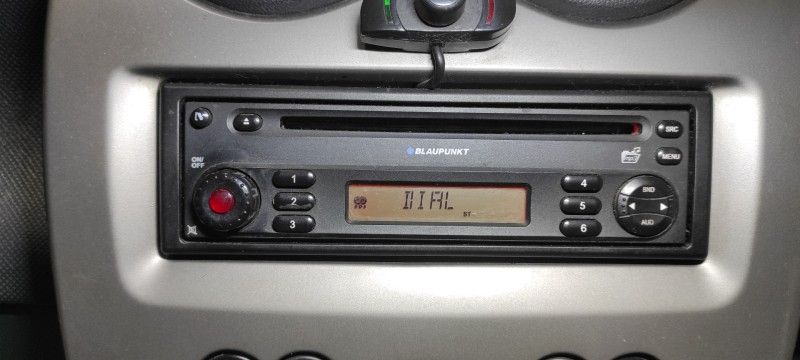 SRC
BLAUPUNKT
MENU
ON/
OFF
1
4
BND
2
DIAL
5
ST
AUD
3
6